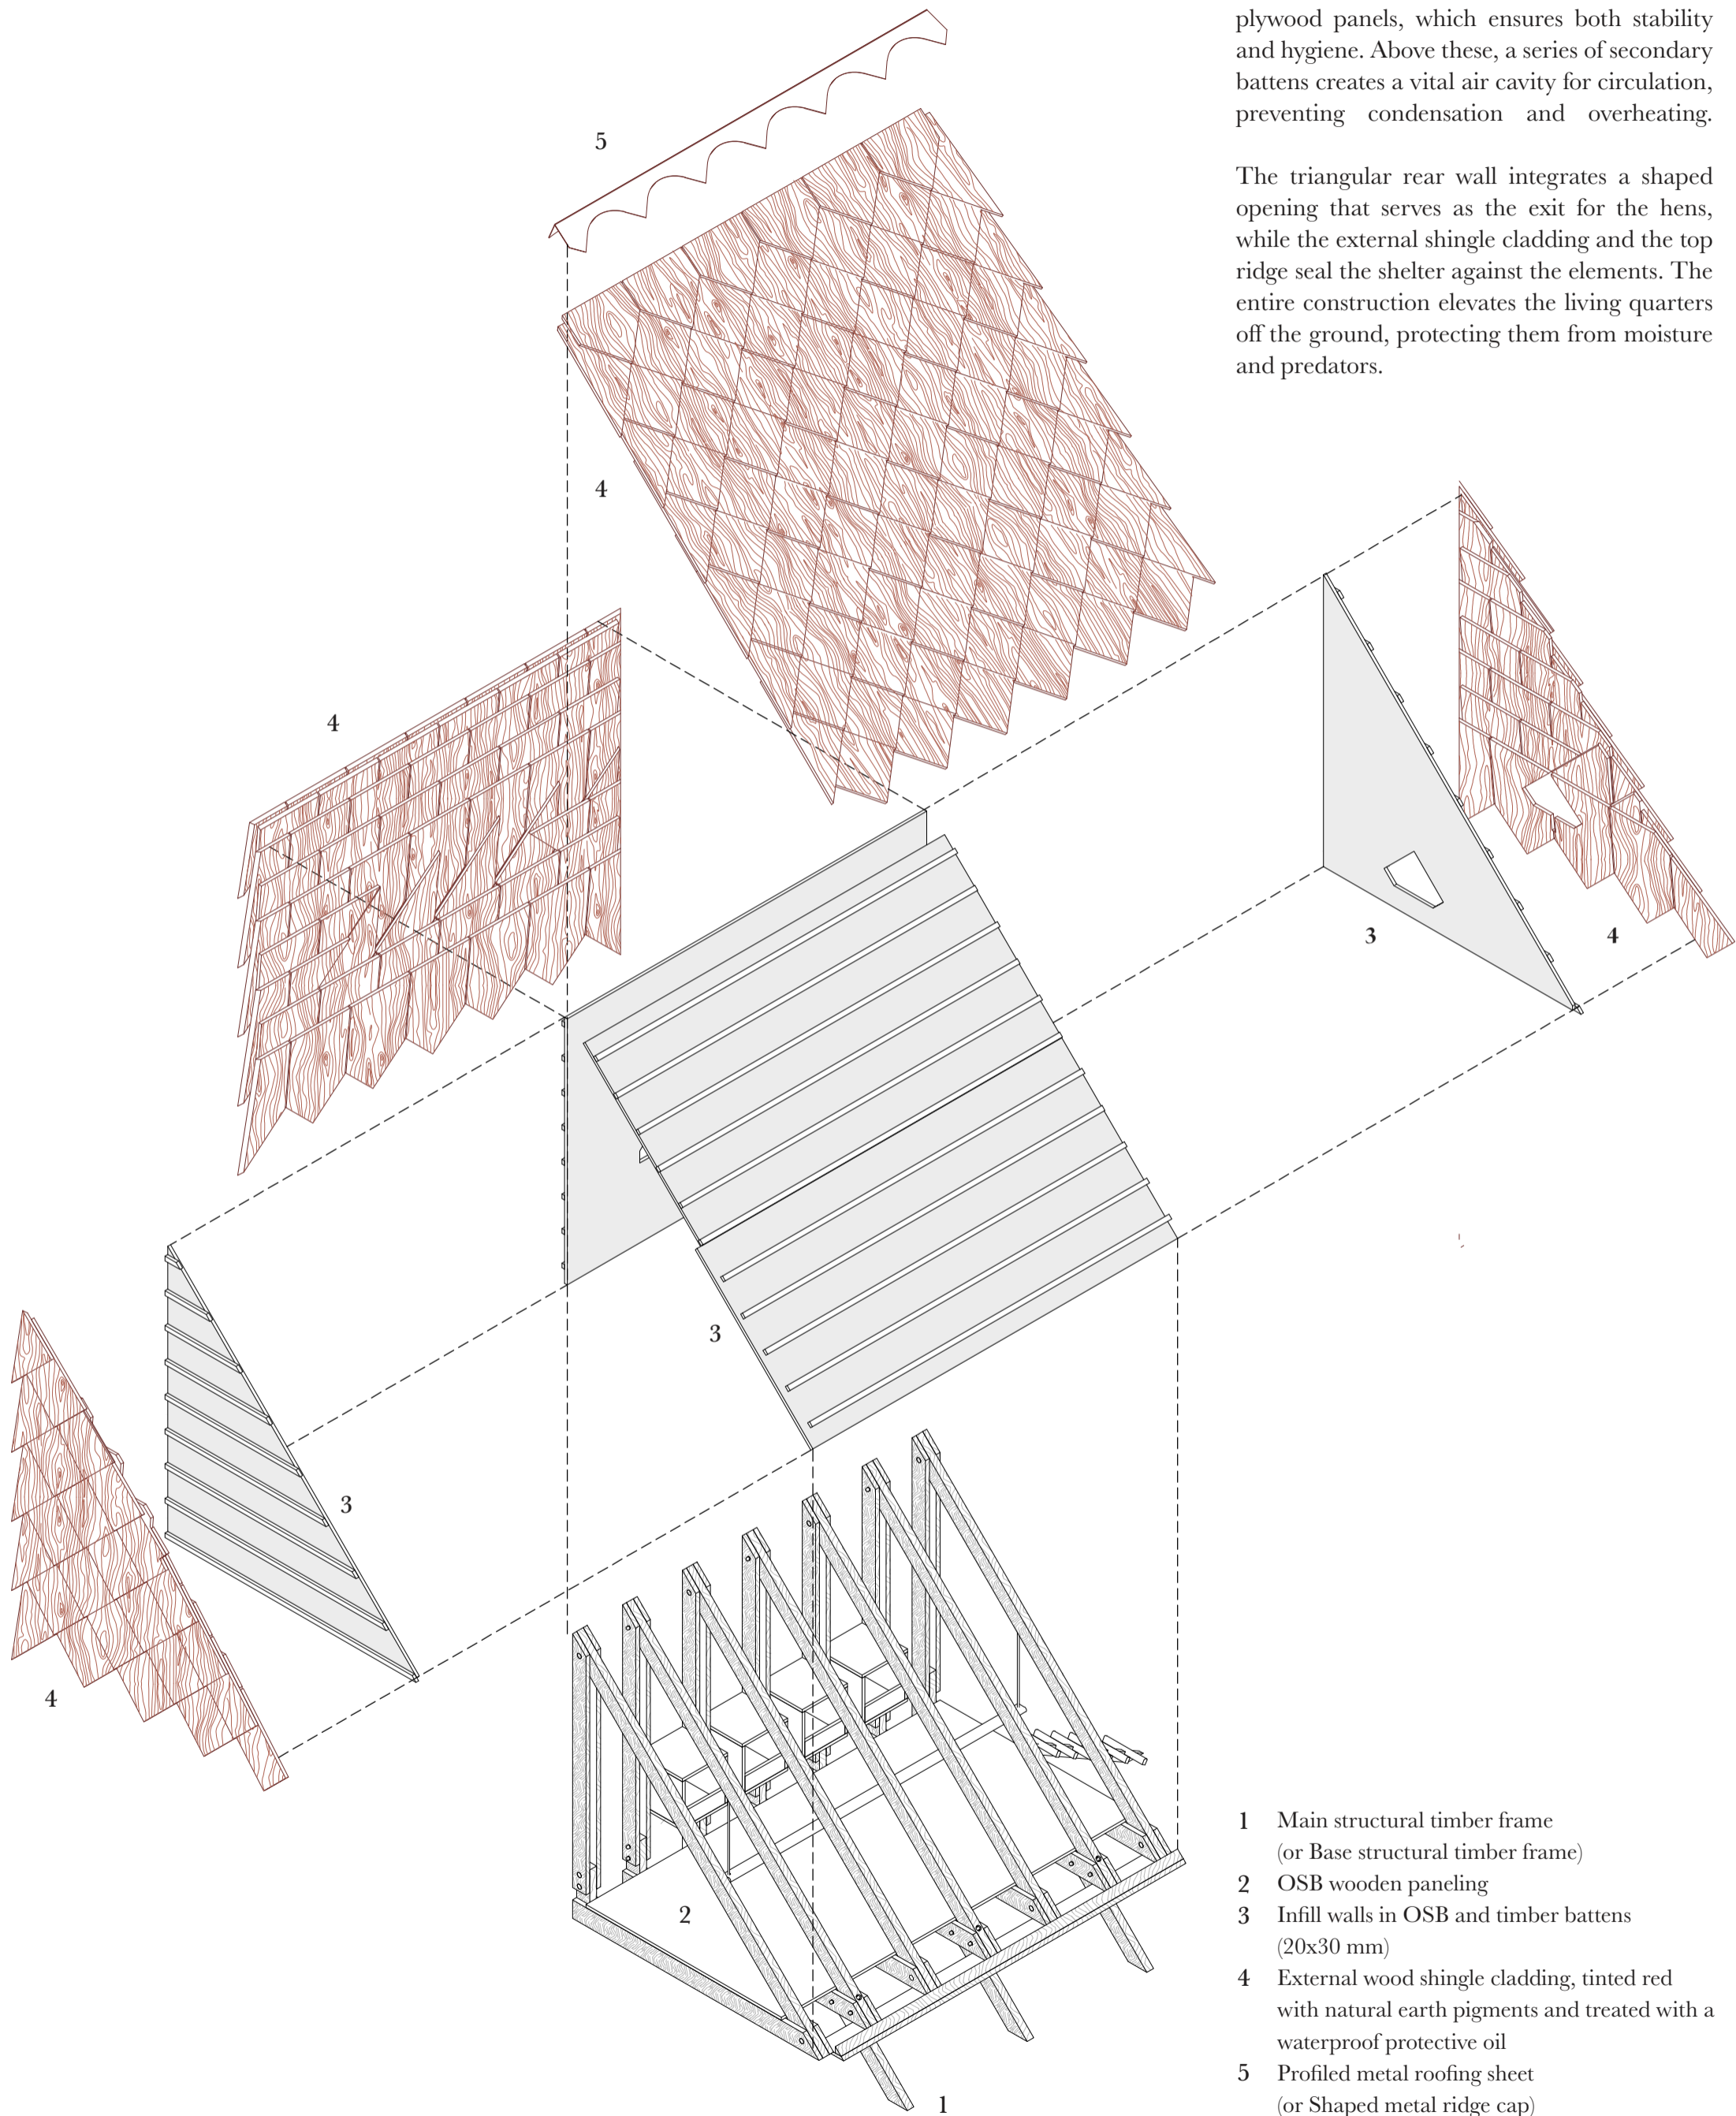 plywood panels, which ensures both stability
and hygiene. Above these, a series of secondary
battens creates a vital air cavity for circulation,
preventing condensation and overheating.
The triangular rear wall integrates a shaped
opening that serves as the exit for the hens,
while the external shingle cladding and the top
ridge seal the shelter against the elements. The
entire construction elevates the living quarters
off the ground, protecting them from moisture
and predators.
5
4
4
3
4
3
3
4
2
1
1 Main structural timber frame
(or Base structural timber frame)
2 OSB wooden paneling
3 Infill walls in OSB and timber battens
(20x30 mm)
4 External wood shingle cladding, tinted red
with natural earth pigments and treated with a
waterproof protective oil
5 Profiled metal roofing sheet
(or Shaped metal ridge cap)